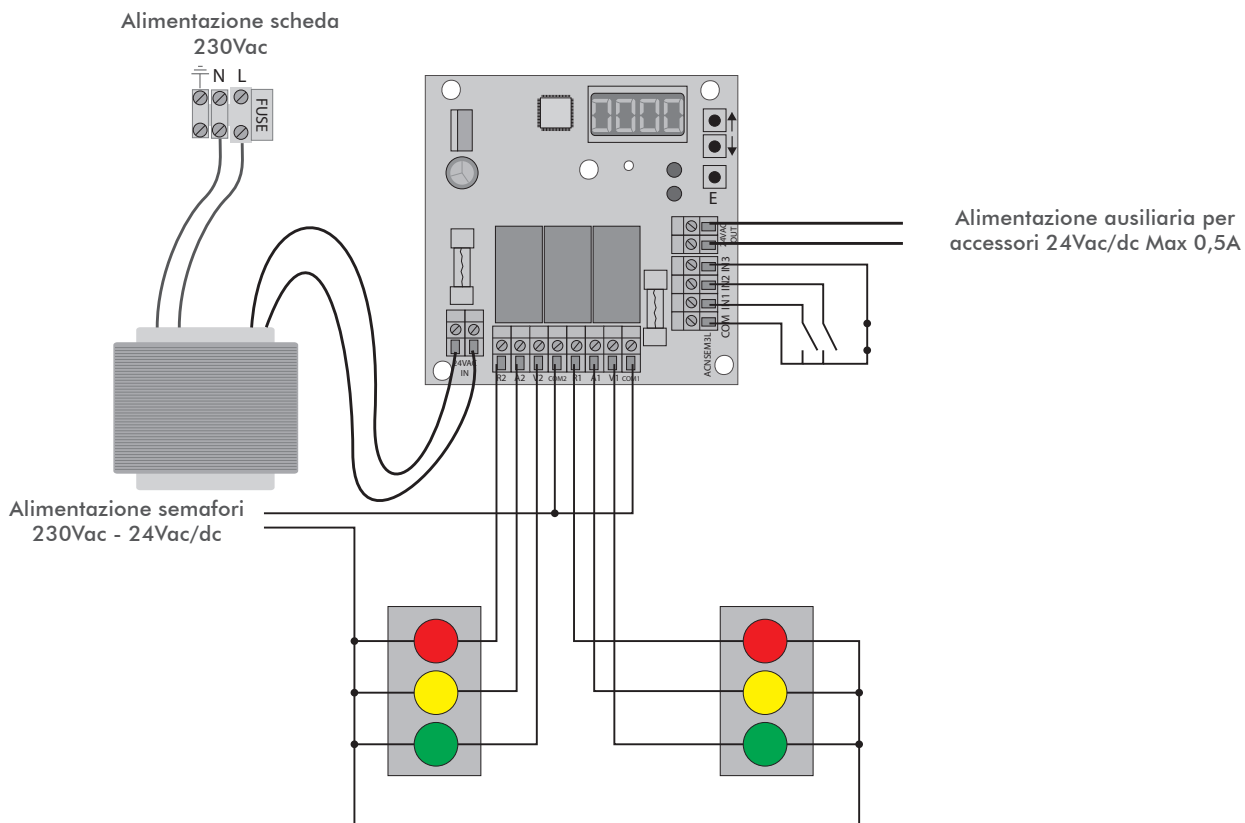 Alimentazione scheda
230Vac
N L
FUSE
E
24VAC
OUT
COM IN1 IN2 IN3
ACNSEM3L
Alimentazione ausiliaria per
accessori 24Vac/dc Max 0,5A
24VAC
IN
R2 A2 V2 COM2 R1 A1 V1 COM1
Alimentazione semafori
230Vac - 24Vac/dc